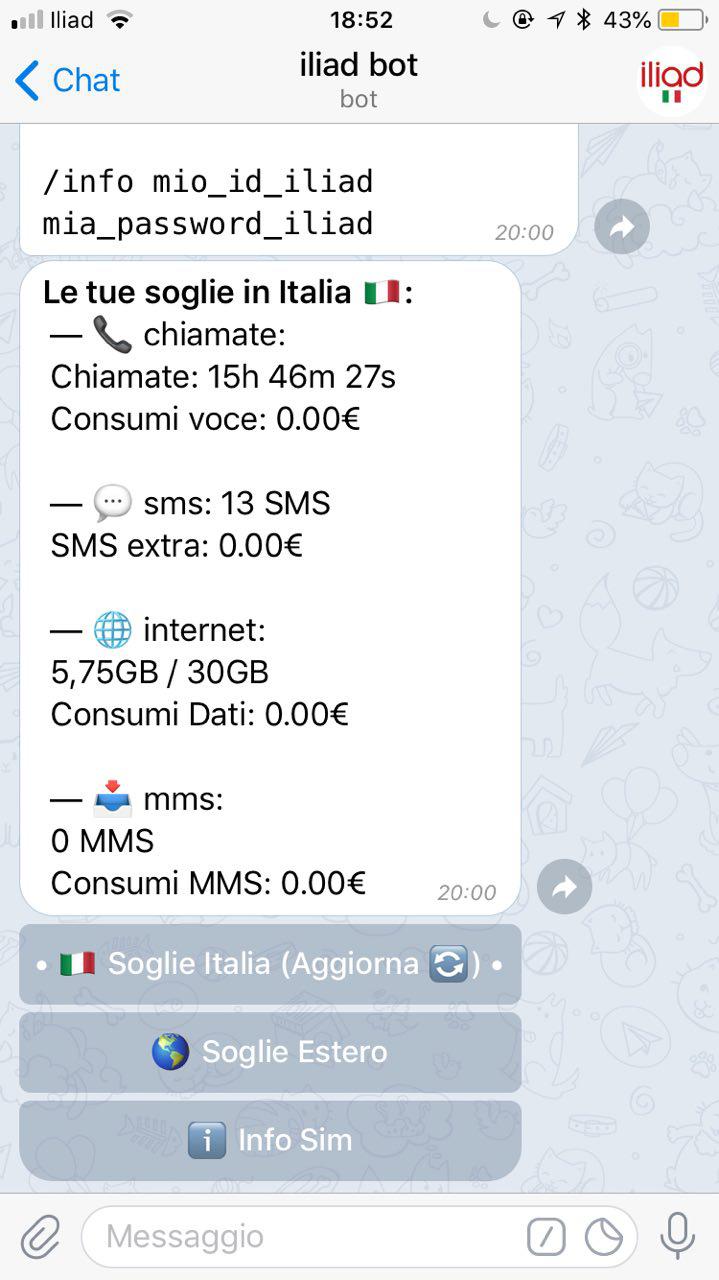 Iliad 18:52 43%
Chat
iliad bot
bot
iliad
/info mio_id_iliad
mia_password_iliad
20:00
Le tue soglie in Italia 🇮🇹:
— 📞 chiamate:
Chiamate: 15h 46m 27s
Consumi voce: 0.00€
— 💬 sms: 13 SMS
SMS extra: 0.00€
— 🌐 internet:
5,75GB / 30GB
Consumi Dati: 0.00€
— 📥 mms:
0 MMS
Consumi MMS: 0.00€
20:00
• 🇮🇹 Soglie Italia (Aggiorna 🔄) •
🌎 Soglie Estero
ℹ️ Info Sim
Messaggio